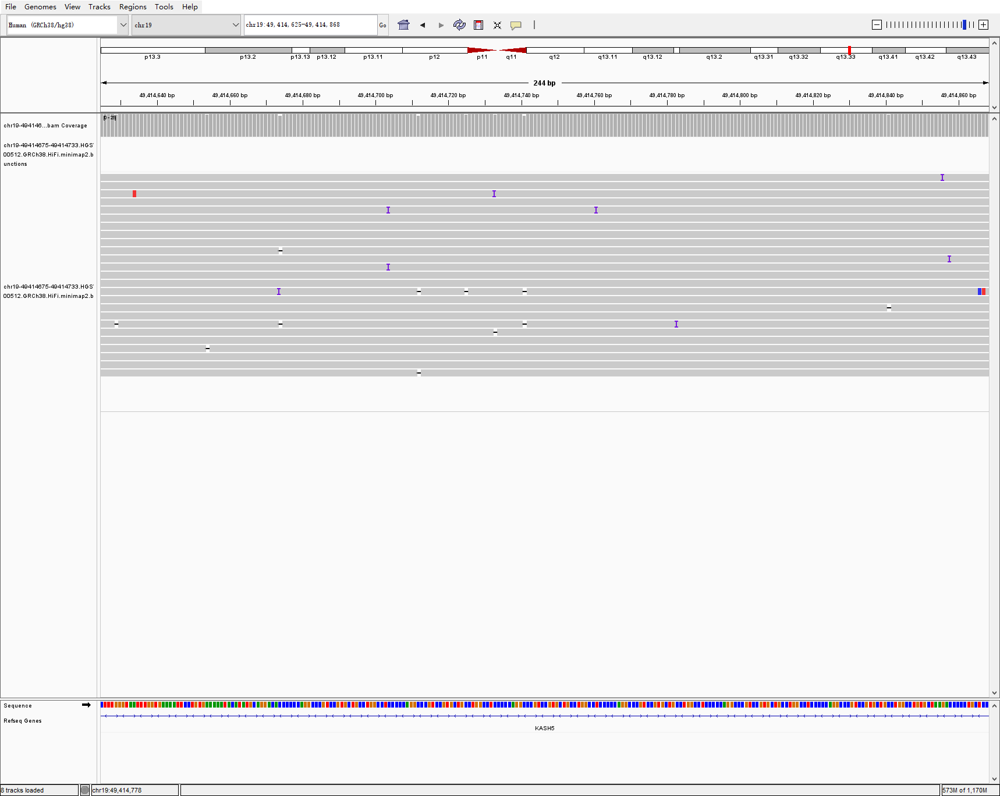 File Genomes View Tracks Regions Tools Help
Human (GRCh38/hg38) chr19 chr19:49,414,625-49,414,868 Go
p13.3 p13.2 p13.13 p13.12 p13.11 p12 p11 q11 q12 q13.11 q13.12 q13.2 q13.31 q13.32 q13.33 q13.41 q13.42 q13.43
244 bp
49,414,640 bp 49,414,660 bp 49,414,680 bp 49,414,700 bp 49,414,720 bp 49,414,740 bp 49,414,760 bp 49,414,780 bp 49,414,800 bp 49,414,820 bp 49,414,840 bp 49,414,860 bp
[0-25]
chr19-494146...bam Coverage
chr19-49414675-49414733.HGS
00512.GRCh38.HiFi.minimap2.b
unctions
chr19-49414675-49414733.HGS
00512.GRCh38.HiFi.minimap2.b
Sequence
Refseq Genes
KASH5
8 tracks loaded chr19:49,414,778 573M of 1,170M